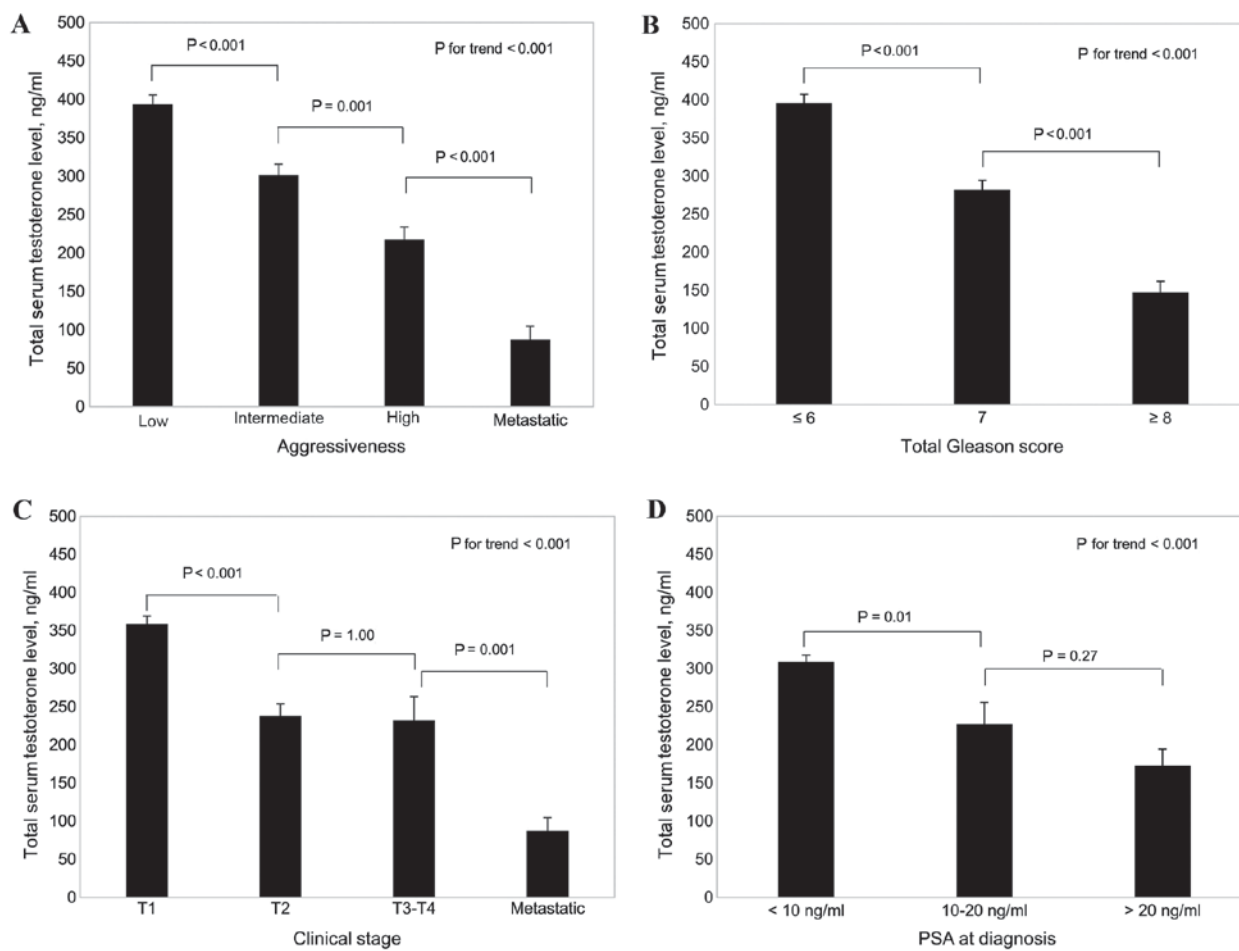 A
Total serum testoterone level, ng/ml
500
450
400
350
300
250
200
150
100
50
0
P < 0.001
P for trend < 0.001
P = 0.001
P < 0.001
Low Intermediate High Metastatic
Aggressiveness
B
Total serum testoterone level, ng/ml
500
450
400
350
300
250
200
150
100
50
0
<0.001
P for trend < 0.001
<0.001
≤ 6 7 ≥ 8
Total Gleason score
C
Total serum testoterone level, ng/ml
500
450
400
350
300
250
200
150
100
50
0
P for trend < 0.001
P < 0.001
P = 1.00
P = 0.001
T1 T2 T3-T4 Metastatic
Clinical stage
D
Total serum testoterone level, ng/ml
500
450
400
350
300
250
200
150
100
50
0
P for trend < 0.001
P = 0.01
P = 0.27
< 10 ng/ml 10-20 ng/ml > 20 ng/ml
PSA at diagnosis